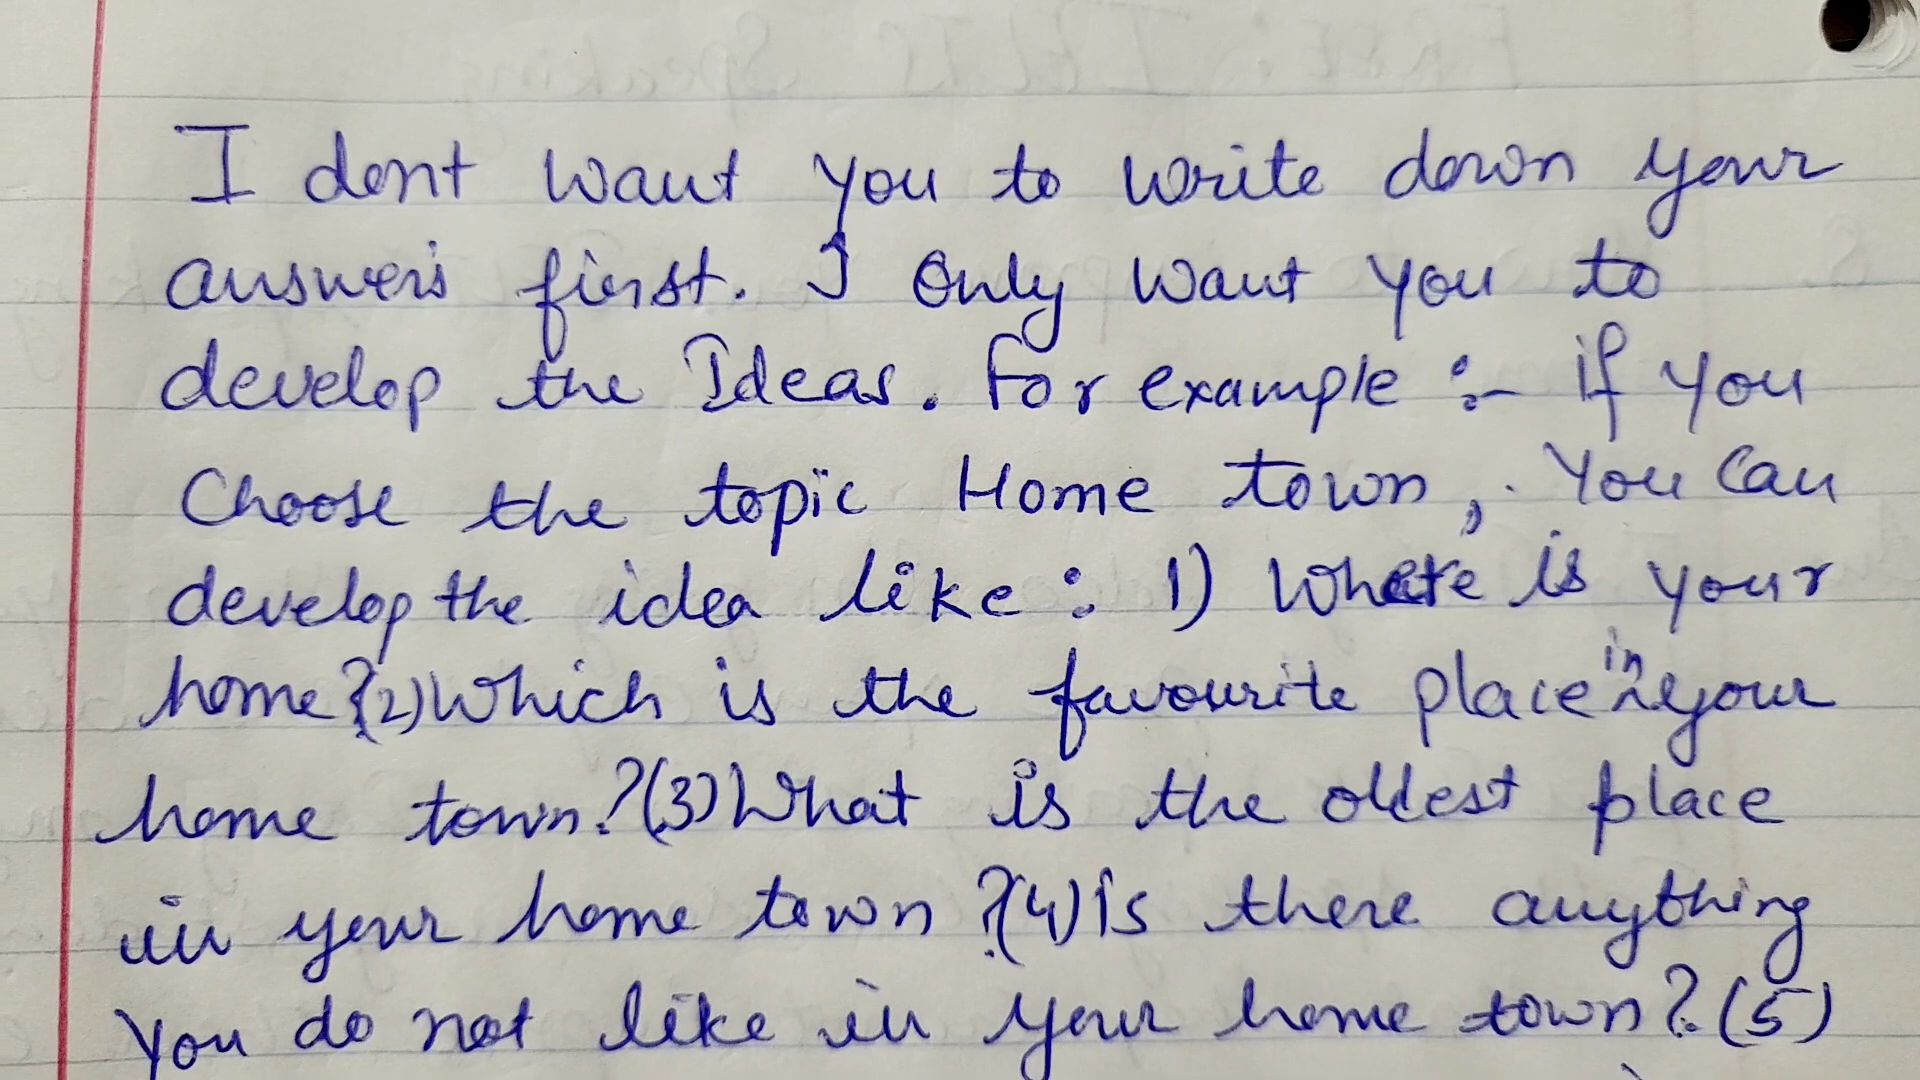 I dont want you to write down your
answers first. I only want you to
develop the Ideas. For example :- if you
Choose the topic Home town, . You Can
develop the idea like : 1) Where is your
home?(2)Which is the favourite place in your
home town?(3)What is the oldest place
in your home town ?(4)is there anything
You do not like in your home town?(5)